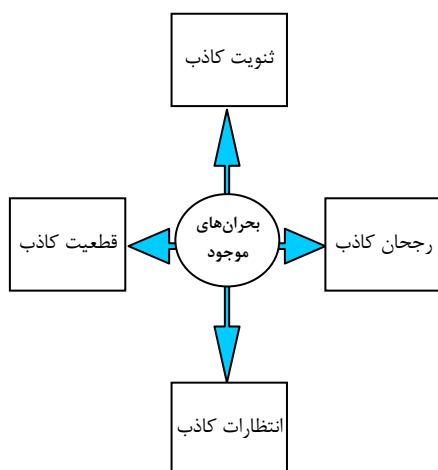 ثنویت کاذب
بحران‌های
موجود
رجحان کاذب
قطعیت کاذب
انتظارات کاذب